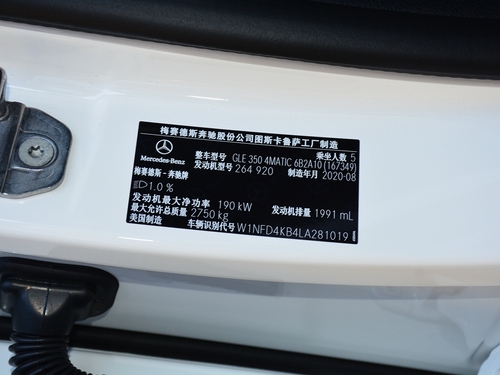 梅赛德斯奔驰股份公司图斯卡鲁萨工厂制造
Mercedes-Benz
乘坐人数 5
整车型号 GLE 350 4MATIC 6B2A10 (167349)
梅赛德斯-奔驰牌
发动机型号 264 920
制造年月 2020-08
1.0 %
发动机最大净功率 190 kW
最大允许总质量 2750 kg
发动机排量 1991 mL
美国制造
车辆识别代号 W1NFD4KB4LA281019